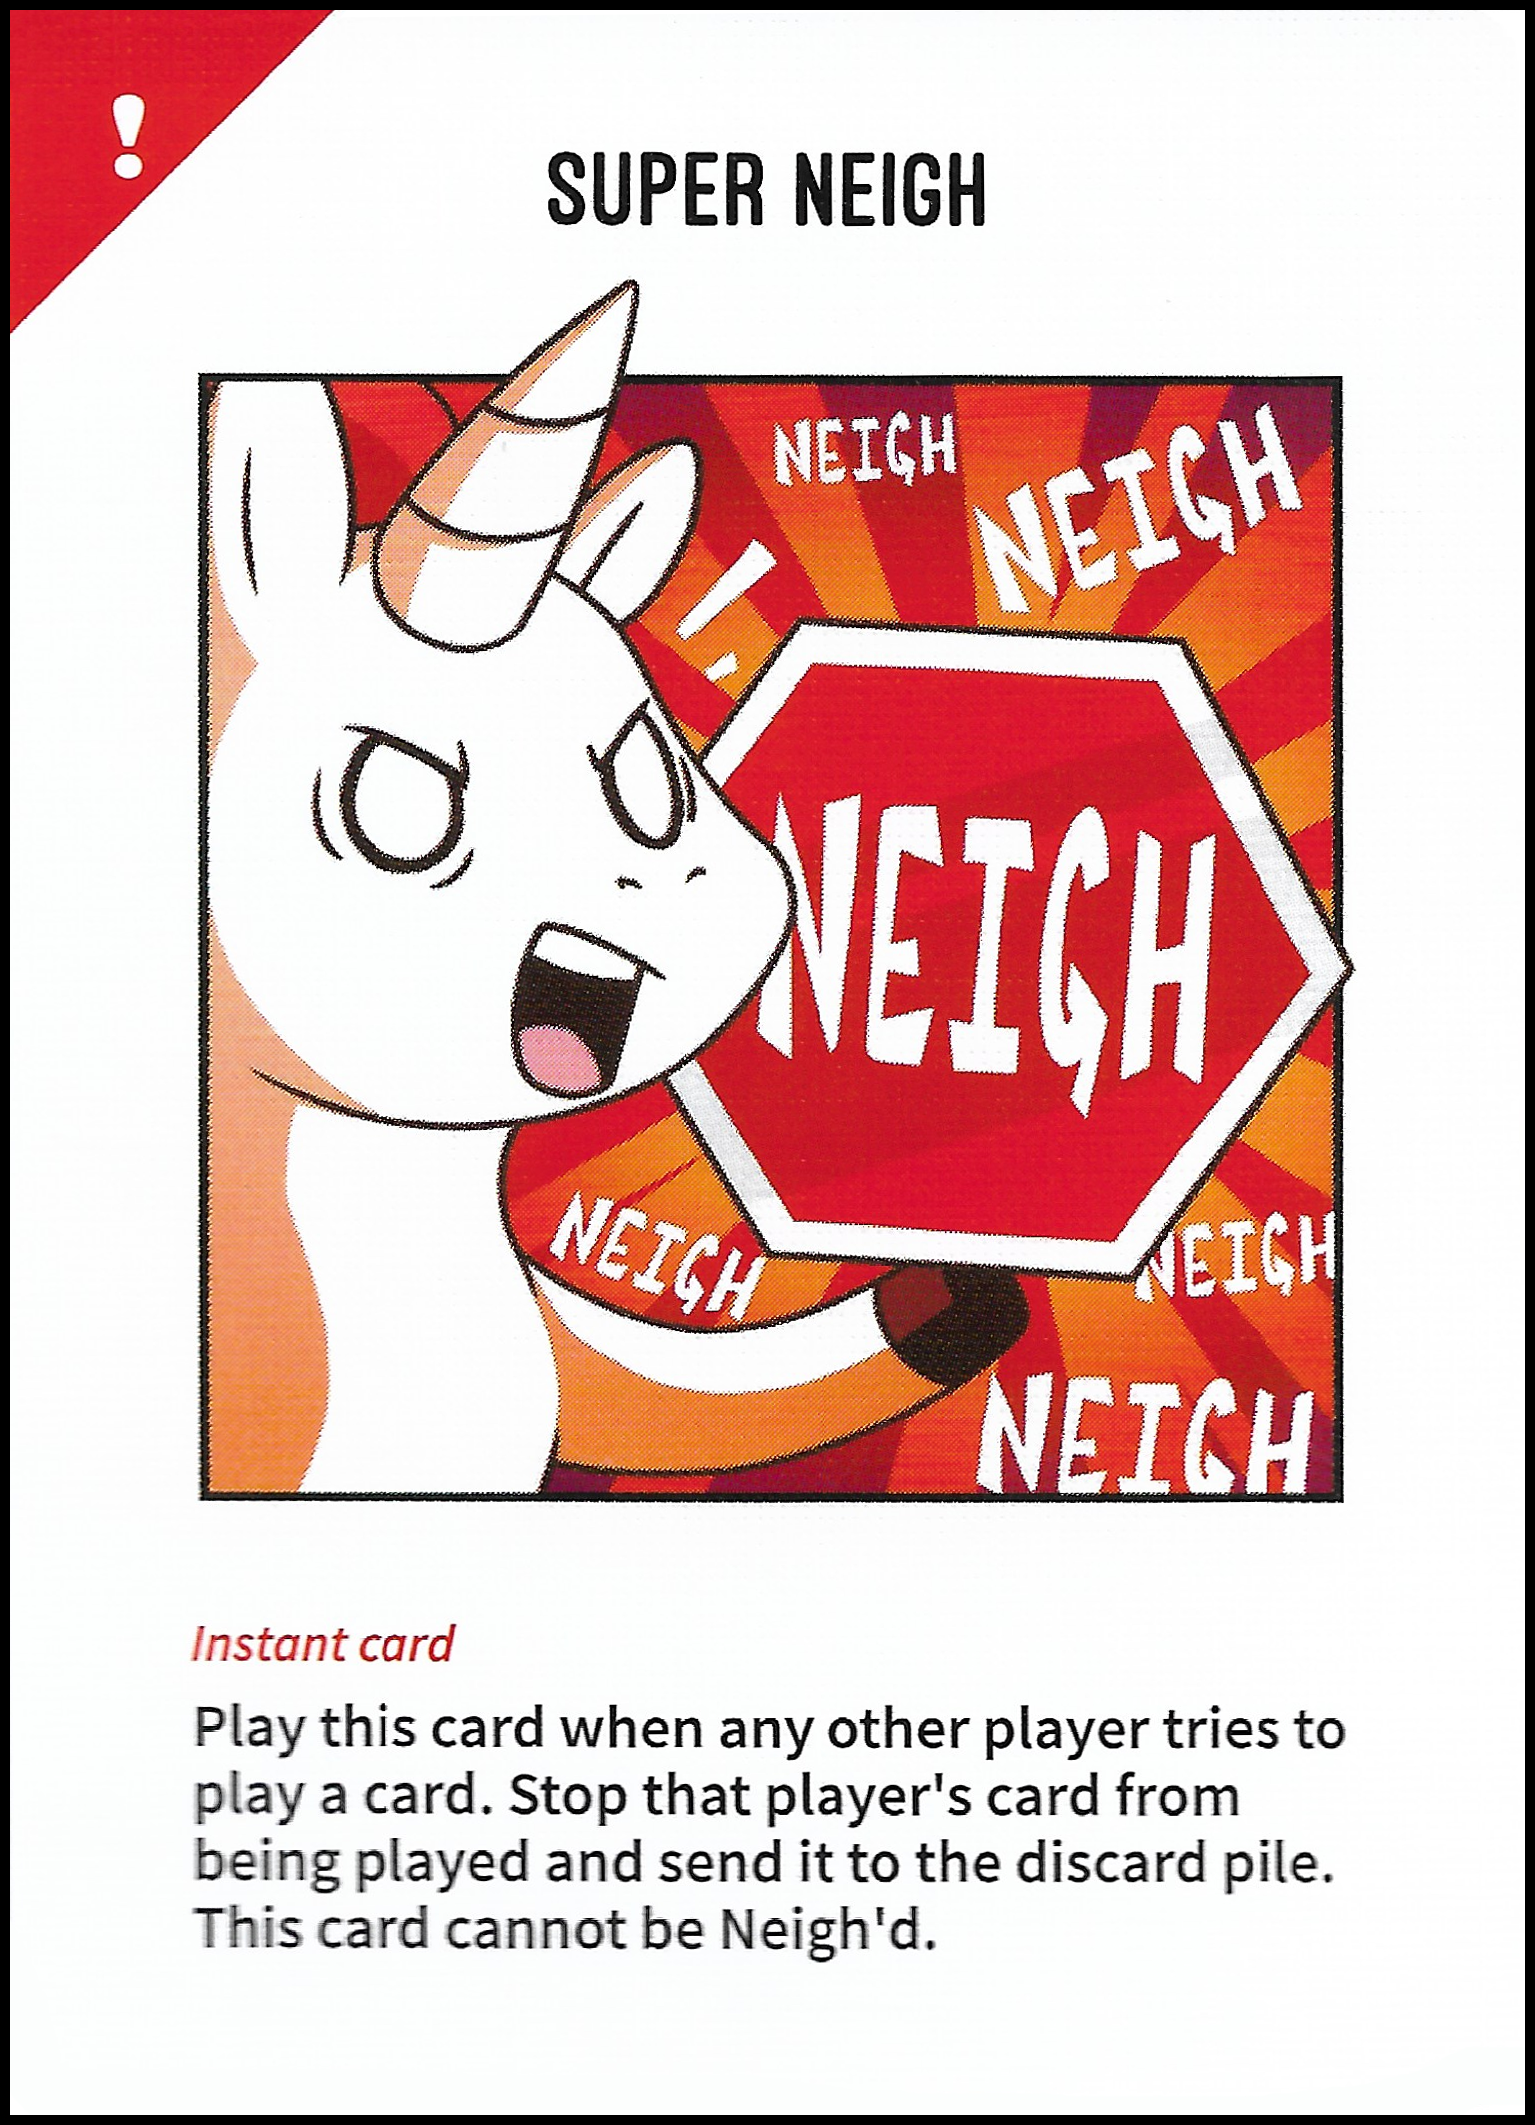 !
SUPER NEIGH
NEIGH
NEIGH
!
NEIGH
NEIGH
NEIGH
NEIGH
Instant card
Play this card when any other player tries to
play a card. Stop that player's card from
being played and send it to the discard pile.
This card cannot be Neigh'd.